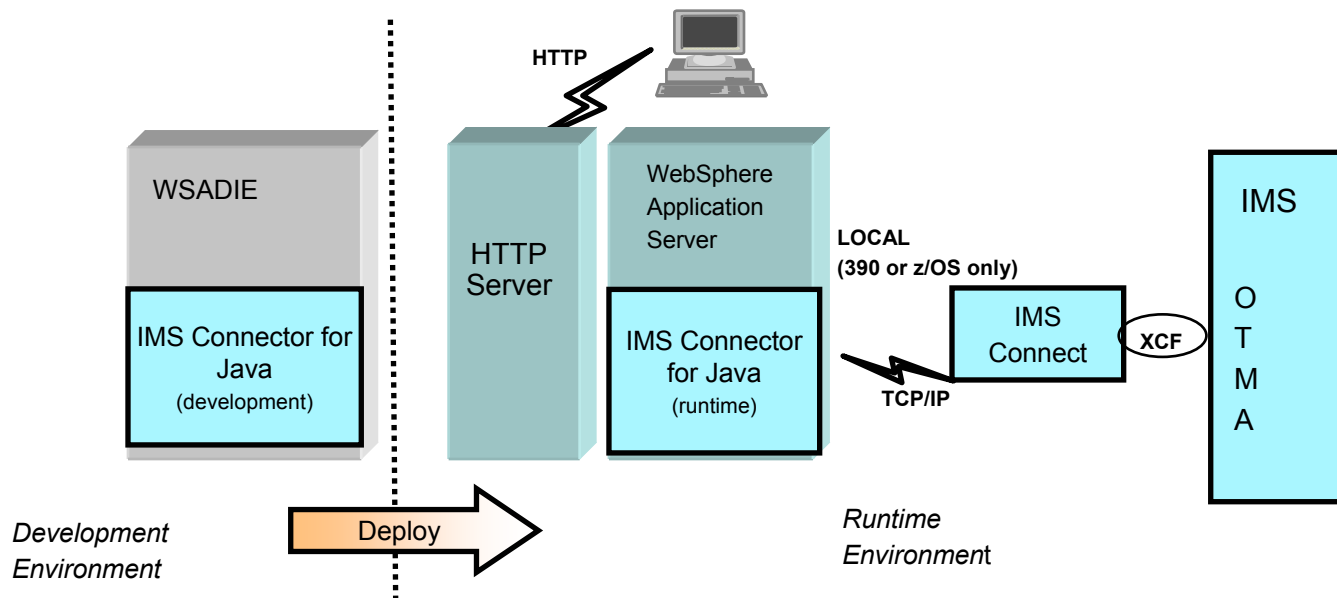 HTTP
WSADIE
IMS Connector for
Java
(development)
HTTP
Server
WebSphere
Application
Server
IMS Connector
for Java
(runtime)
LOCAL
(390 or z/OS only)
TCP/IP
IMS
Connect
XCF
IMS
O
T
M
A
Development
Environment
Deploy
Runtime
Environment